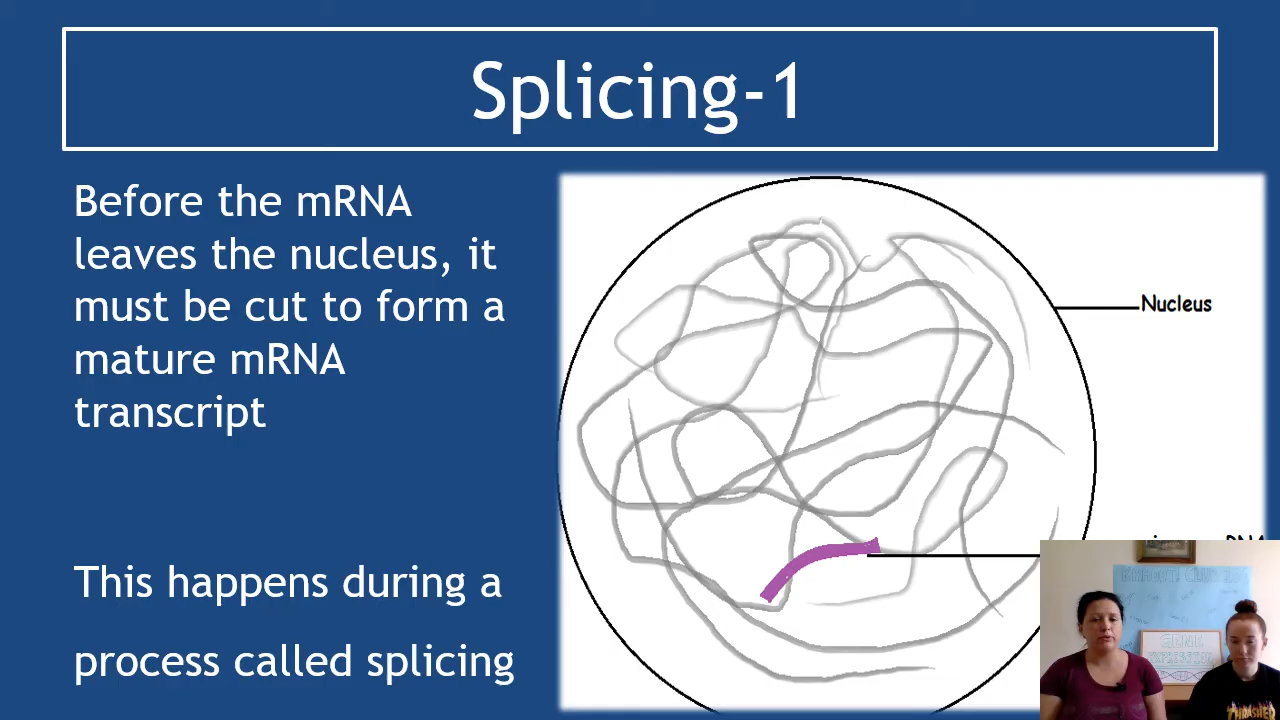 Splicing-1
Before the mRNA
leaves the nucleus, it
must be cut to form a
mature mRNA
transcript
This happens during a
process called splicing
Nucleus
THRASHER